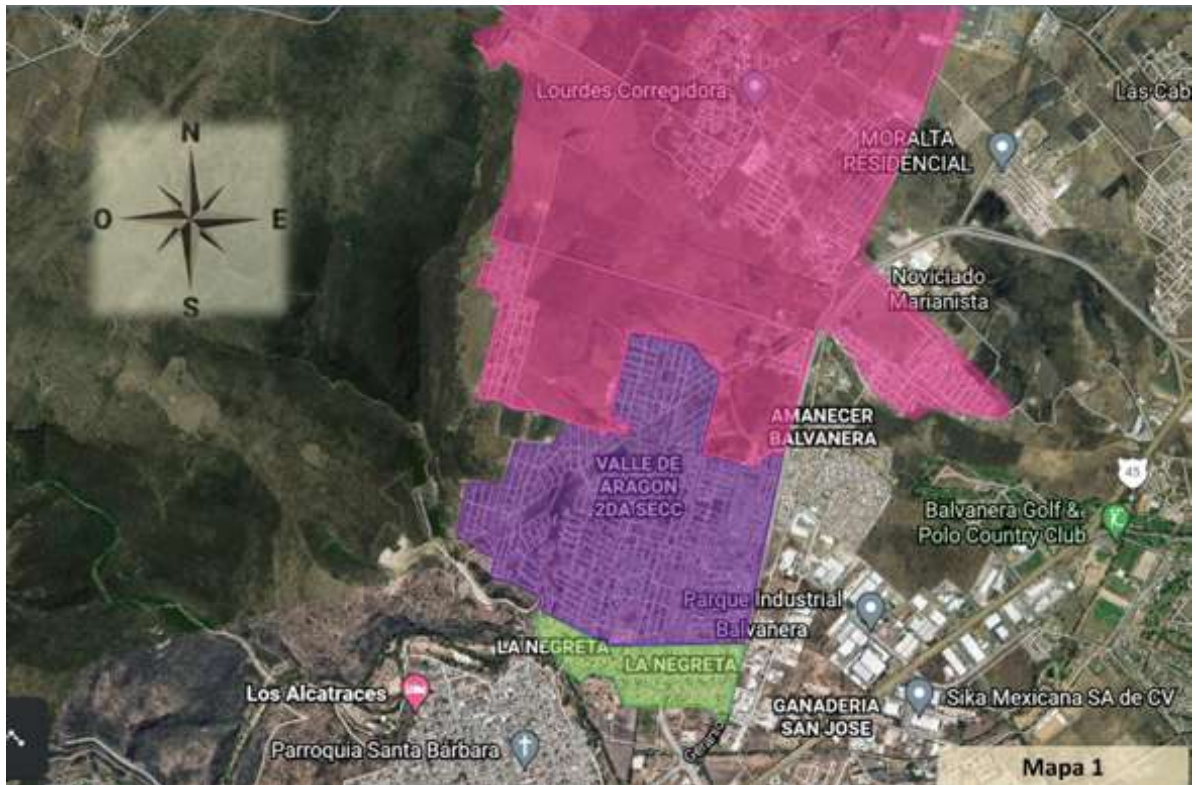 Lourdes Corregidora
Las Cab
MORALTA
RESIDENCIAL
N
O
E
S
Noviciado
Marianista
AMANECER
BALVANERA
VALLE DE
ARAGON
2DA SECC
45
Balvanera Golf &
Polo Country Club
Parque Industrial
Balvanera
LA NEGRETA
LA NEGRETA
Los Alcatraces
GANADERIA
SAN JOSE
Sika Mexicana SA de CV
Parroquia Santa Bárbara
Mapa 1